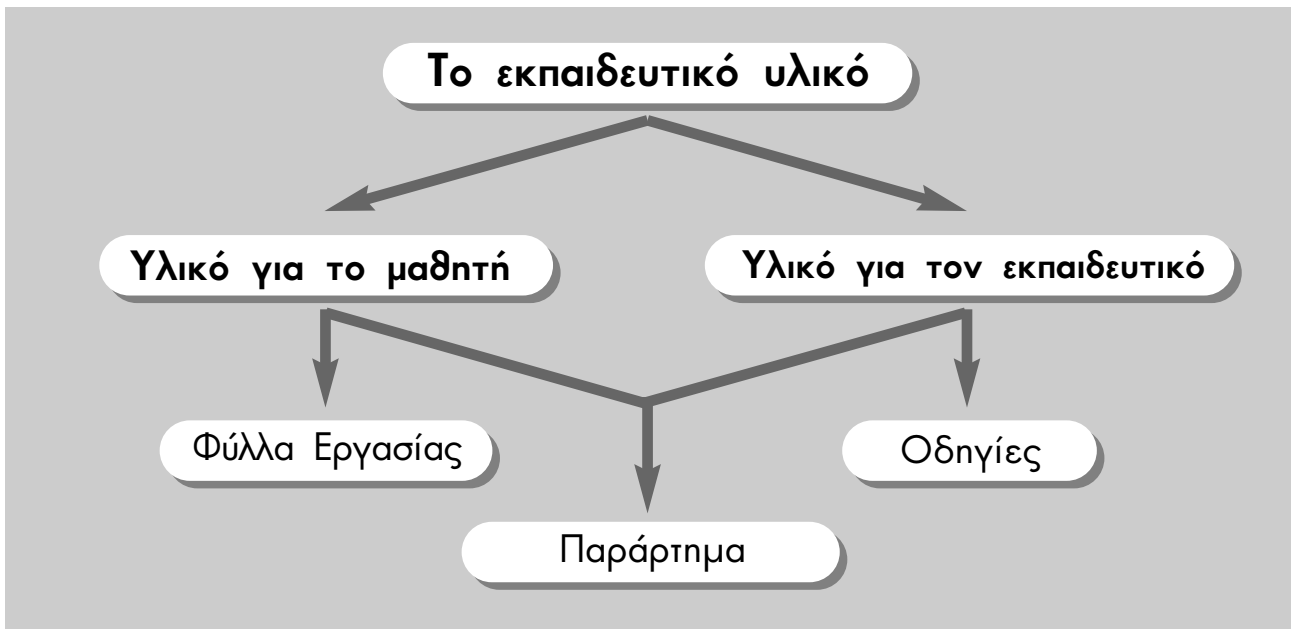 Το εκπαιδευτικό υλικό
Υλικό για το μαθητή
Υλικό για τον εκπαιδευτικό
Φύλλα Εργασίας
Οδηγίες
Παράρτημα